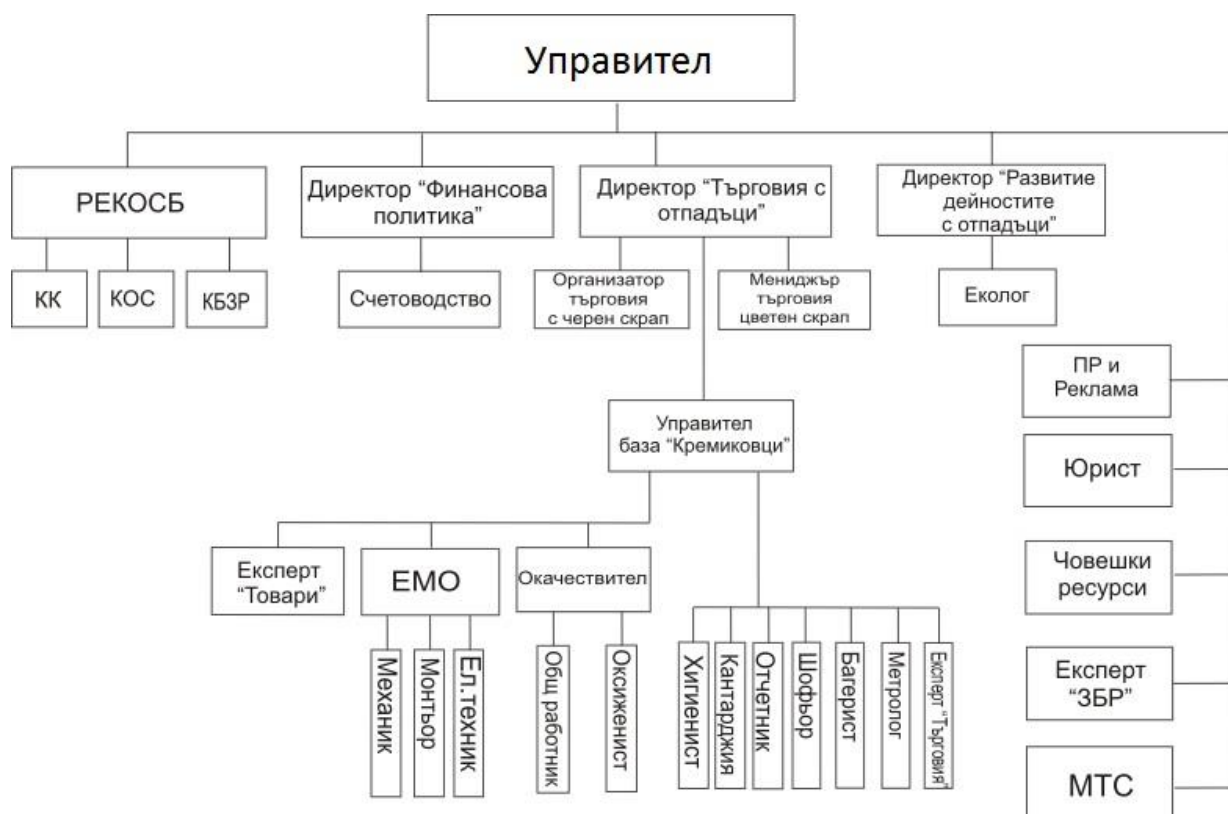 Управител
РЕКОСБ
Директор “Финансова
политика”
Директор “Търговия с
отпадъци”
Директор “Развитие
дейностите
с отпадъци”
КК
КОС
КБЗР
Счетоводство
Организатор
търговия
с черен скрап
Мениджър
търговия
цветен скрап
Еколог
ПР и
Реклама
Управител
база “Кремиковци”
Юрист
Експерт
“Товари”
ЕМО
Окачествител
Човешки
ресурси
Механик
Монтьор
Ел.техник
Общ работник
Оксиженист
Хигиенист
Кантарджия
Отчетник
Шофьор
Багерист
Метролог
Експерт “Търговия”
Експерт
“ЗБР”
МТС